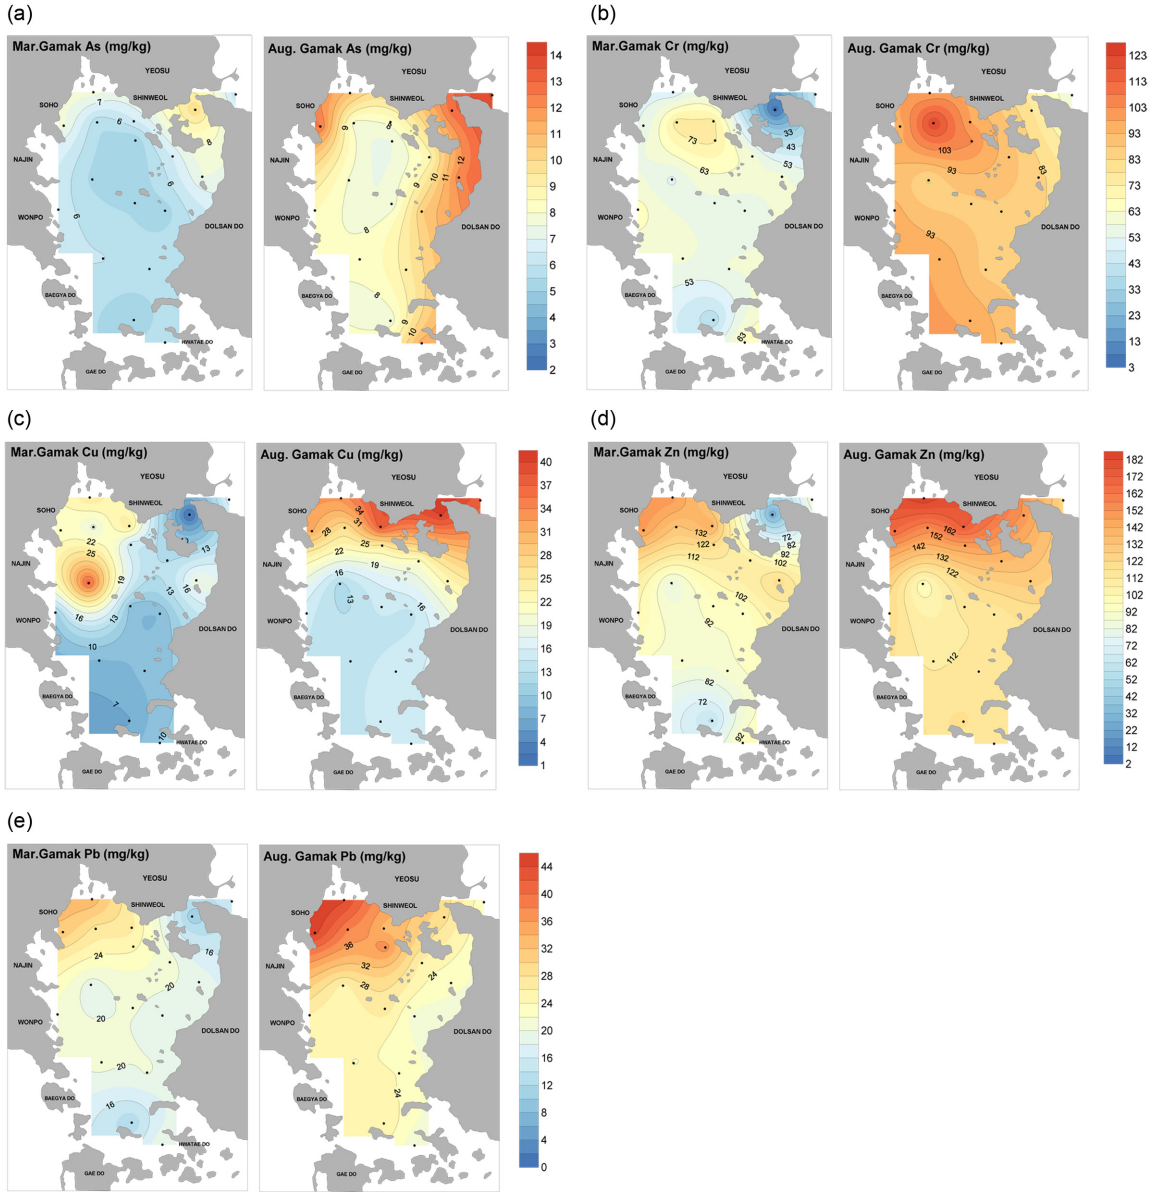 (a)
Mar.Gamak As (mg/kg)
YEOSU
SOHO
SHINWEOL
NAJIN
WONPO
DOLSAN DO
BAEGYA DO
HWATAE DO
GAE DO
7
6
8
6
6
Aug. Gamak As (mg/kg)
YEOSU
SOHO
SHINWEOL
NAJIN
WONPO
DOLSAN DO
BAEGYA DO
GAE DO
9
8
12
11
10
9
8
8
9
10
14
13
12
11
10
9
8
7
6
5
4
3
2
(b)
Mar.Gamak Cr (mg/kg)
YEOSU
SOHO
SHINWEOL
NAJIN
WONPO
DOLSAN DO
BAEGYA DO
HWATAE DO
GAE DO
73
63
33
43
53
53
63
Aug. Gamak Cr (mg/kg)
YEOSU
SOHO
SHINWEOL
NAJIN
WONPO
DOLSAN DO
BAEGYA DO
GAE DO
103
93
83
93
123
113
103
93
83
73
63
53
43
33
23
13
3
(c)
Mar.Gamak Cu (mg/kg)
YEOSU
SOHO
SHINWEOL
NAJIN
WONPO
DOLSAN DO
BAEGYA DO
HWATAE DO
GAE DO
22
25
19
13
13
16
16
13
10
7
10
Aug. Gamak Cu (mg/kg)
YEOSU
SOHO
SHINWEOL
NAJIN
WONPO
DOLSAN DO
BAEGYA DO
GAE DO
34
31
28
25
22
19
16
13
16
40
37
34
31
28
25
22
19
16
13
10
7
4
1
(d)
Mar.Gamak Zn (mg/kg)
YEOSU
SOHO
SHINWEOL
NAJIN
WONPO
DOLSAN DO
BAEGYA DO
HWATAE DO
GAE DO
132
122
112
72
82
92
102
102
92
82
72
92
Aug. Gamak Zn (mg/kg)
YEOSU
SOHO
SHINWEOL
NAJIN
WONPO
DOLSAN DO
BAEGYA DO
GAE DO
162
152
142
132
122
112
182
172
162
152
142
132
122
112
102
92
82
72
62
52
42
32
22
12
2
(e)
Mar.Gamak Pb (mg/kg)
YEOSU
SOHO
SHINWEOL
NAJIN
WONPO
DOLSAN DO
BAEGYA DO
HWATAE DO
GAE DO
24
16
20
20
20
16
Aug. Gamak Pb (mg/kg)
YEOSU
SOHO
SHINWEOL
NAJIN
WONPO
DOLSAN DO
BAEGYA DO
GAE DO
36
32
28
24
24
44
40
36
32
28
24
20
16
12
8
4
0